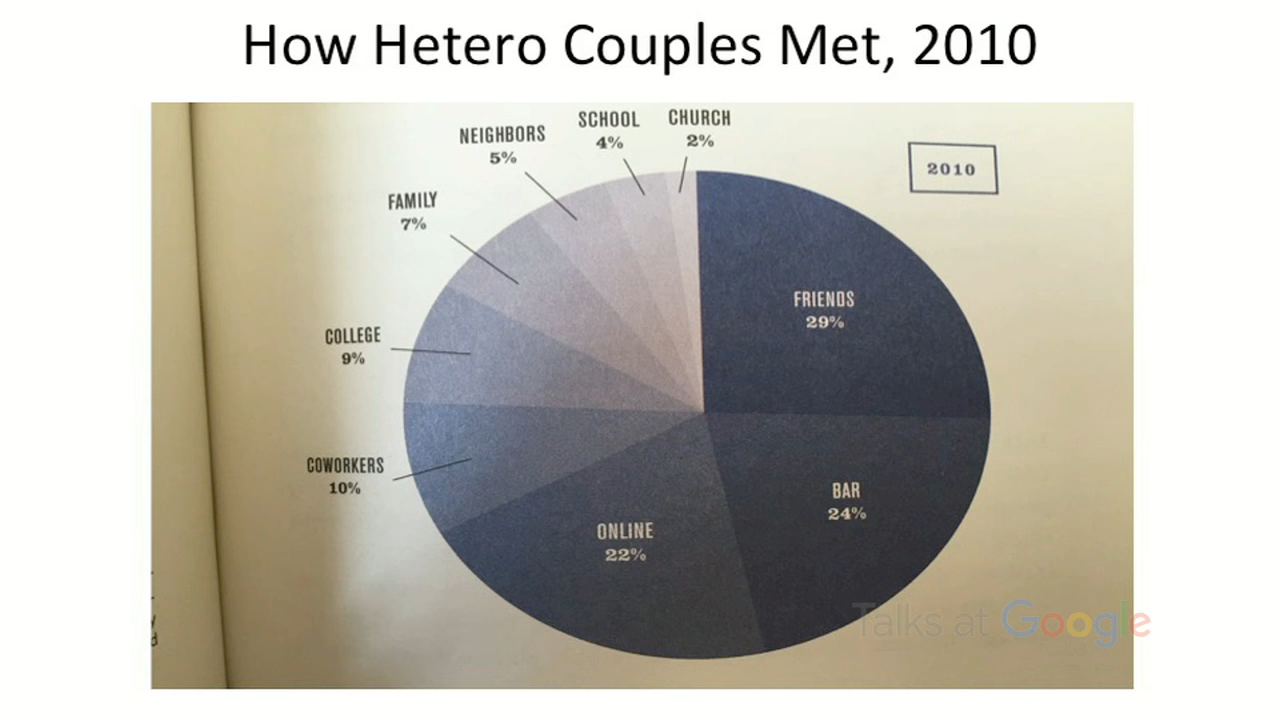 How Hetero Couples Met, 2010
SCHOOL
4%
CHURCH
2%
NEIGHBORS
5%
2010
FAMILY
7%
FRIENDS
29%
COLLEGE
9%
COWORKERS
10%
BAR
24%
ONLINE
22%
Talks at Google